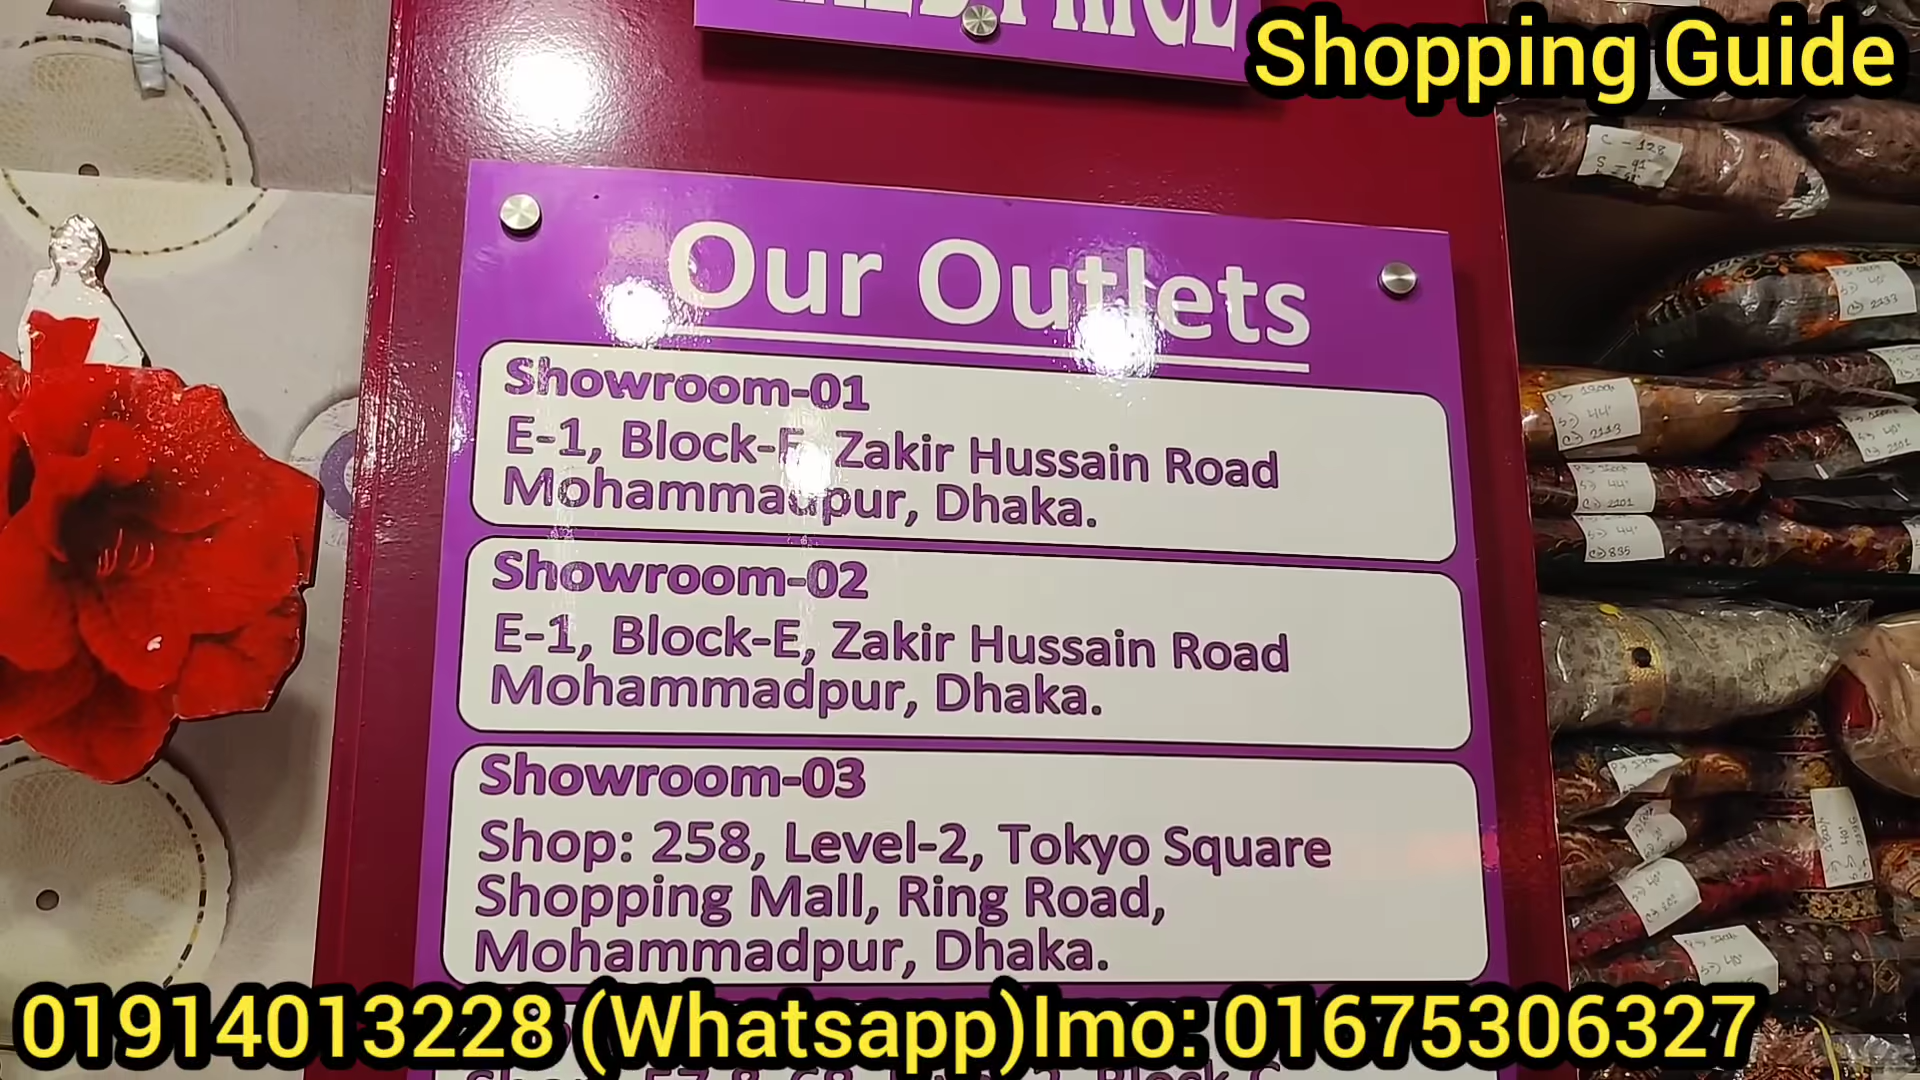 PRICE
Shopping Guide
Our Outlets
Showroom-01
E-1, Block-E, Zakir Hussain Road
Mohammadpur, Dhaka.
Showroom-02
E-1, Block-E, Zakir Hussain Road
Mohammadpur, Dhaka.
Showroom-03
Shop: 258, Level-2, Tokyo Square
Shopping Mall, Ring Road,
Mohammadpur, Dhaka.
01914013228 (Whatsapp)Imo: 01675306327
C - 128